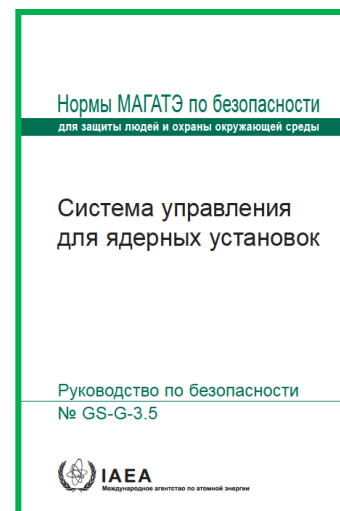 Нормы МАГАТЭ по безопасности
для защиты людей и охраны окружающей среды
Система управления
для ядерных установок
Руководство по безопасности
№ GS-G-3.5
IAEA
Международное агентство по атомной энергии